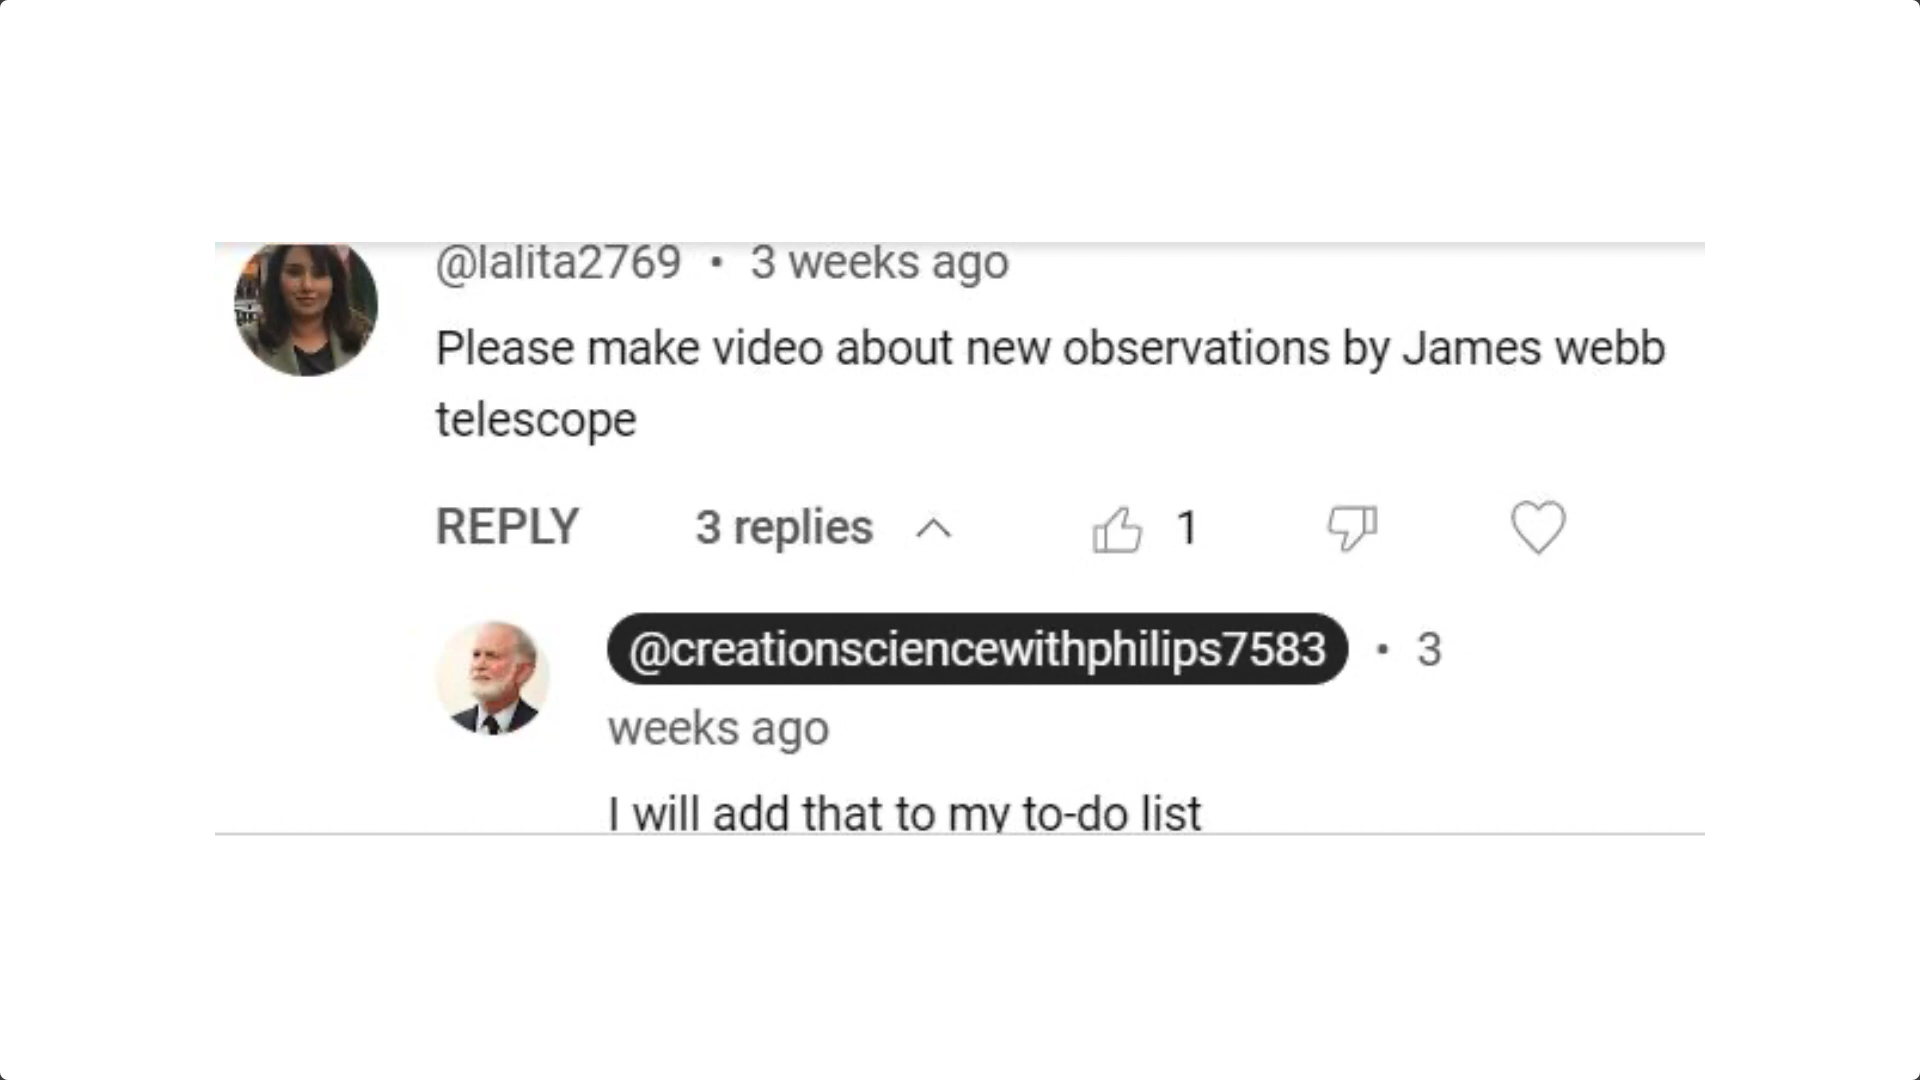 @lalita2769 • 3 weeks ago
Please make video about new observations by James webb
telescope
REPLY 3 replies 1
@creationsciencewithphilips7583 • 3
weeks ago
I will add that to my to-do list